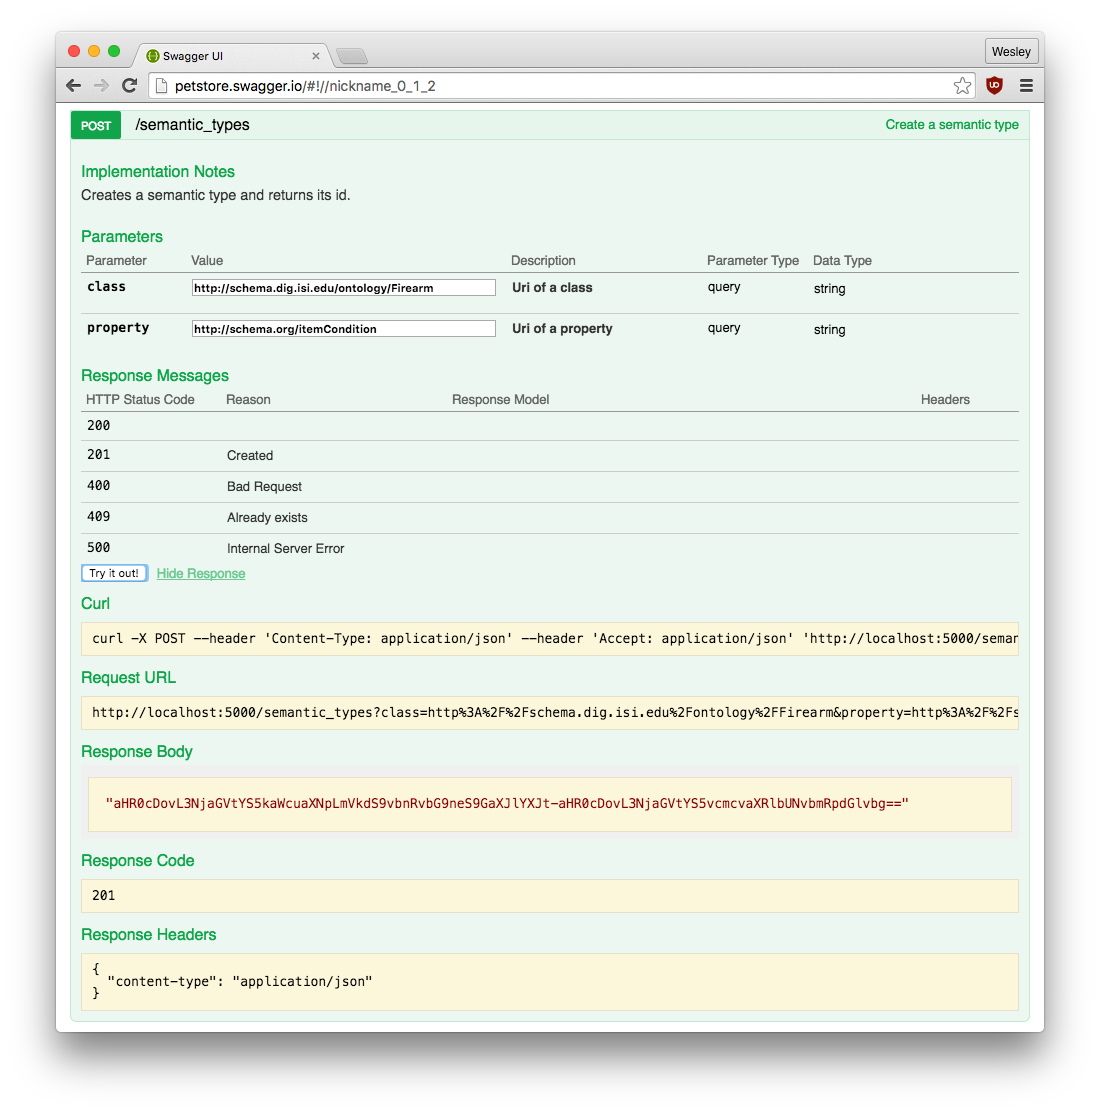 Swagger UI
Wesley
petstore.swagger.io/#!//nickname_0_1_2
POST /semantic_types Create a semantic type
Implementation Notes
Creates a semantic type and returns its id.
Parameters
Parameter Value Description Parameter Type Data Type
class http://schema.dig.isi.edu/ontology/Firearm Uri of a class query string
property http://schema.org/itemCondition Uri of a property query string
Response Messages
HTTP Status Code Reason Response Model Headers
200
201 Created
400 Bad Request
409 Already exists
500 Internal Server Error
Try it out! Hide Response
Curl
curl -X POST --header 'Content-Type: application/json' --header 'Accept: application/json' 'http://localhost:5000/seman
Request URL
http://localhost:5000/semantic_types?class=http%3A%2F%2Fschema.dig.isi.edu%2Fontology%2FFirearm&property=http%3A%2F%2Fs
Response Body
"aHR0cDovL3NjaGVtYS5kaWcuaXNpLmVkdS9vbnRvbG9neS9GaXJlYXJt-aHR0cDovL3NjaGVtYS5vcmcvaXRlbUNvbmRpdGlvbg=="
Response Code
201
Response Headers
{
"content-type": "application/json"
}